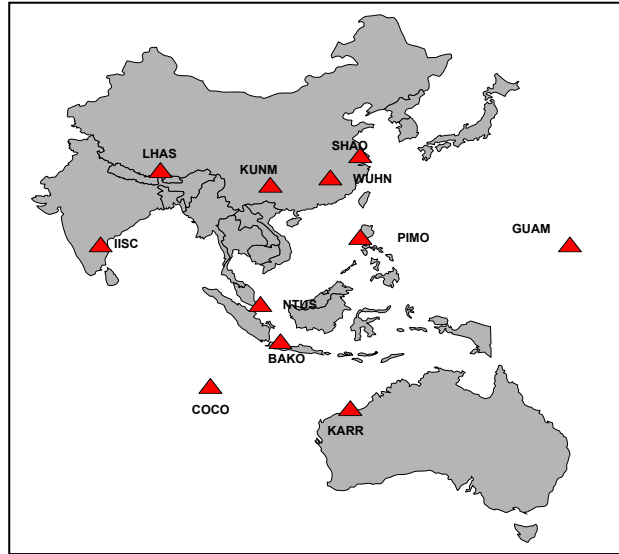 SHAO
LHAS
KUNM
WUHN
GUAM
PIMO
IISC
NTUS
BAKO
COCO
KARR